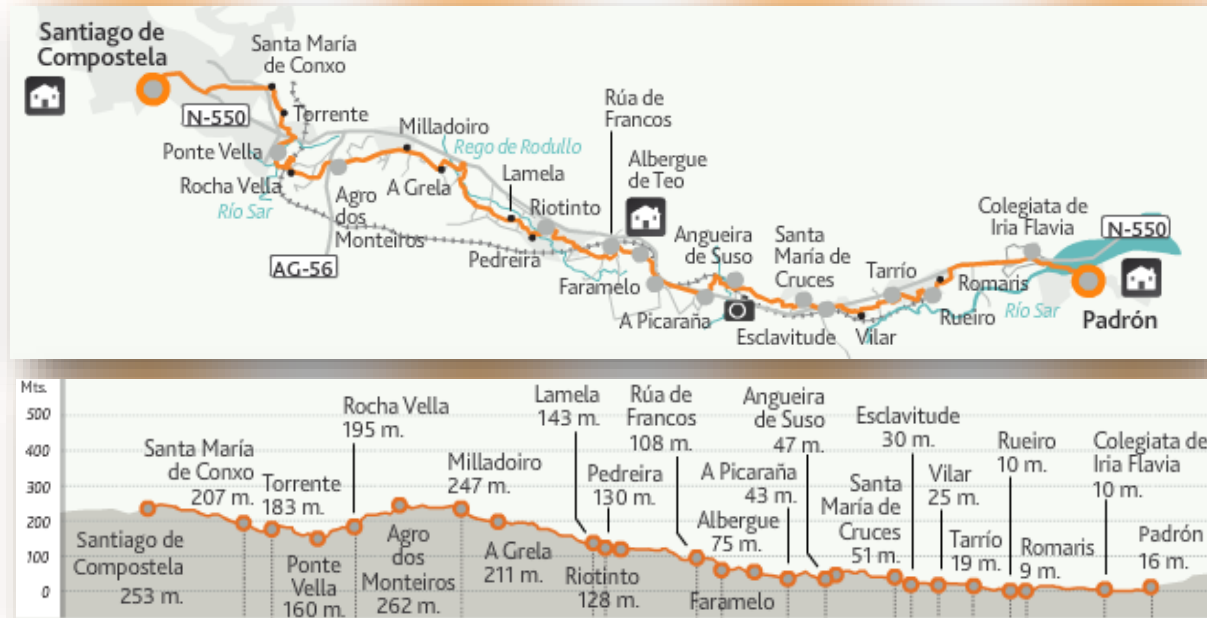 Santiago de
Compostela
Santa María
de Conxo
N-550
Torrente
Ponte Vella
Rocha Vella
Río Sar
Agro
dos
Monteiros
AG-56
Milladoiro
A Grela
Rego de Rodullo
Lamela
Pedreira
Riotinto
Rúa de
Francos
Albergue
de Teo
Faramelo
A Picaraña
Angueira
de Suso
Santa
María de
Cruces
Esclavitude
Vilar
Tarrío
Rueiro
Romaris
Colegiata de
Iria Flavia
N-550
Río Sar
Padrón
Mts.
500
400
300
200
100
0
Santiago de
Compostela
253 m.
Santa María
de Conxo
207 m.
Torrente
183 m.
Ponte
Vella
160 m.
Rocha Vella
195 m.
Agro
dos
Monteiros
262 m.
Milladoiro
247 m.
A Grela
211 m.
Lamela
143 m.
Pedreira
130 m.
Riotinto
128 m.
Rúa de
Francos
108 m.
Albergue
75 m.
Faramelo
A Picaraña
43 m.
Angueira
de Suso
47 m.
Santa
María de
Cruces
51 m.
Esclavitude
30 m.
Vilar
25 m.
Tarrío
19 m.
Rueiro
10 m.
Romaris
9 m.
Colegiata de
Iria Flavia
10 m.
Padrón
16 m.